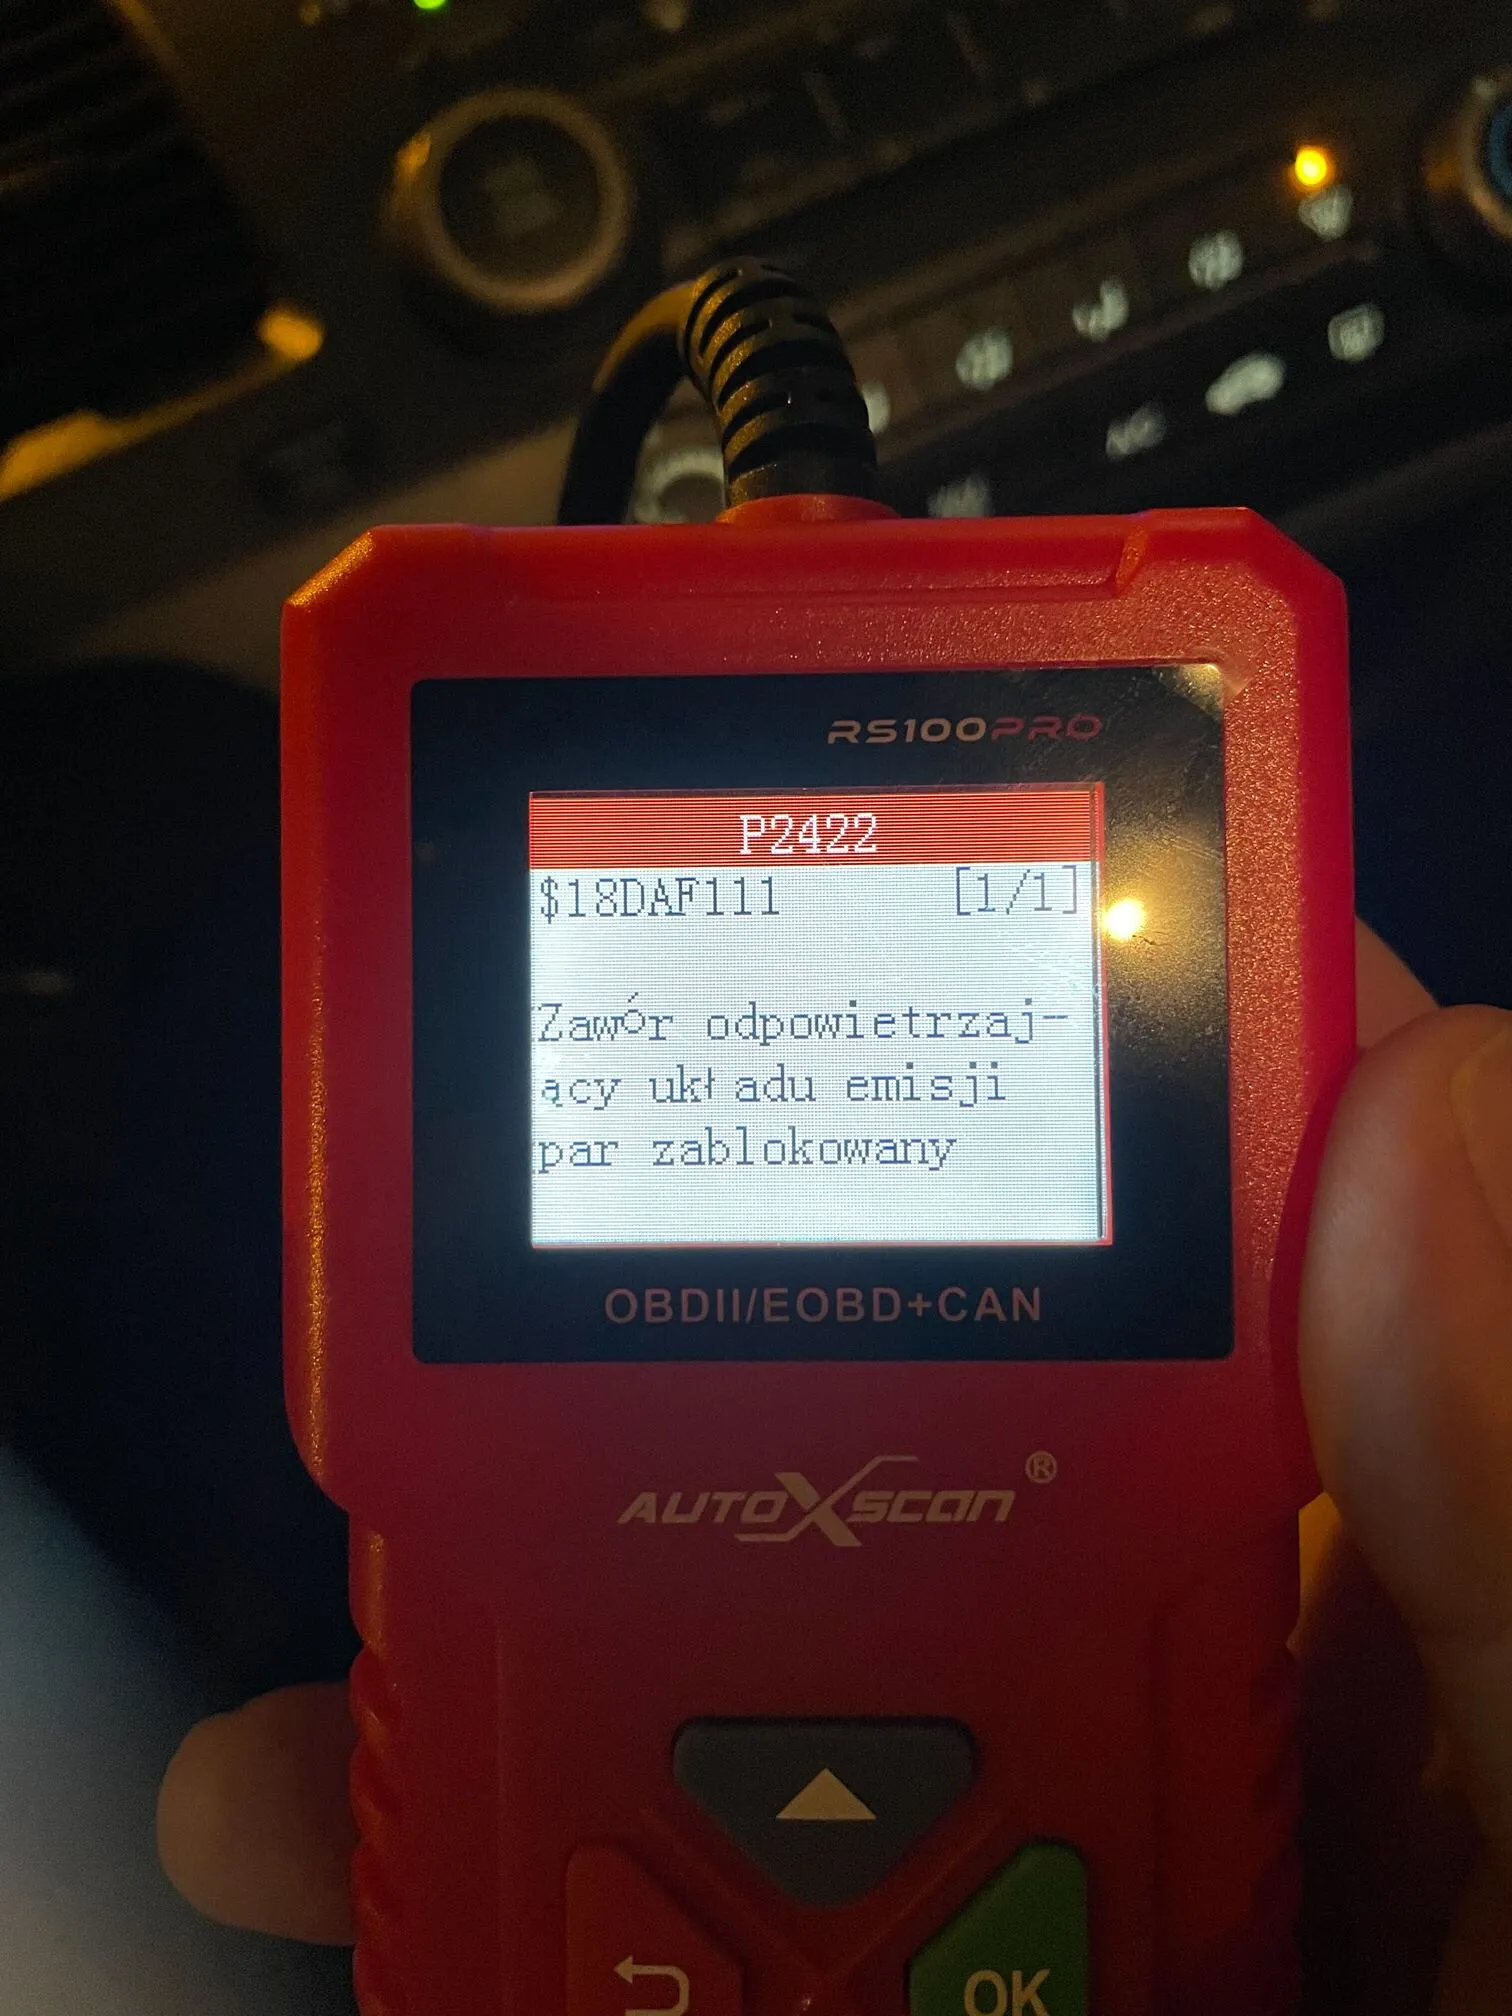 RS100PRO
P2422
$18DAF111 [1/1]
Zawór odpowietrzaj-
ący układu emisji
par zablokowany
OBDII/EOBD+CAN
AUTOXSCAN®
OK